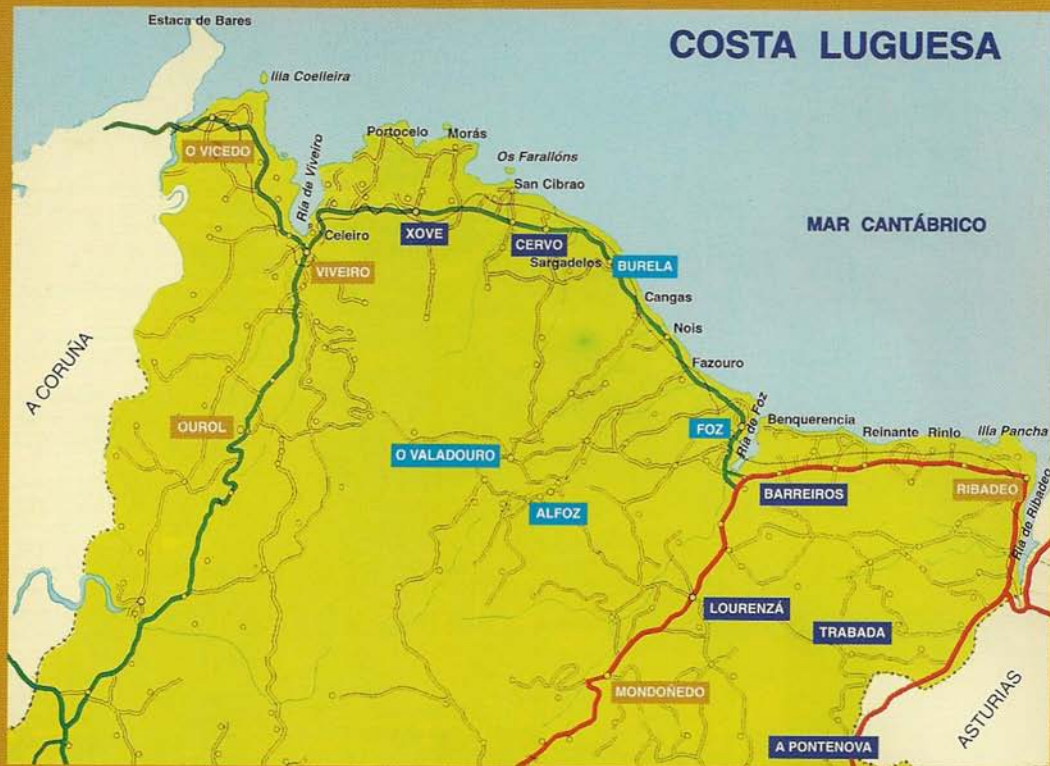 Estaca de Bares
COSTA LUGUESA
Illa Coelleira
Portocelo
Morás
O VICEDO
Os Farallóns
San Cibrao
Ría de Viveiro
MAR CANTÁBRICO
Celeiro
XOVE
CERVO
Sargadelos
BURELA
VIVEIRO
Cangas
Nois
A CORUÑA
Fazouro
OUROL
FOZ
Ría de Foz
Benquerencia
Reinante
Rinlo
Illa Pancha
O VALADOURO
BARREIROS
RIBADEO
ALFOZ
Ría de Ribadeo
LOURENZÁ
TRABADA
MONDOÑEDO
ASTURIAS
A PONTENOVA